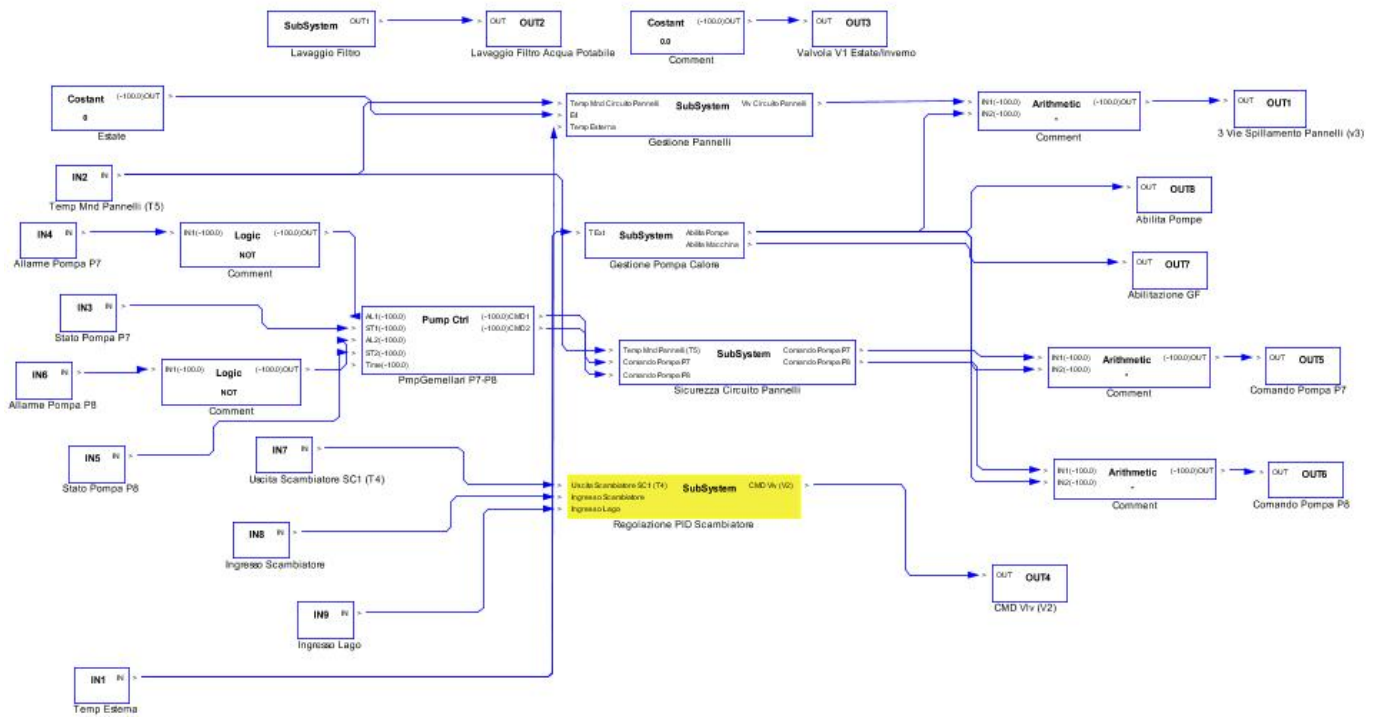 SubSystem OUT1 >
Lavaggio Filtro
> OUT OUT2
Lavaggio Filtro Acqua Potabile
Costant (-100.0)OUT >
0.0
Comment
> OUT OUT3
Valvola V1 Estate/Inverno
Costant (-100.0)OUT >
0
Estate
> Temp Mnd Circuito Pannelli SubSystem Vlv Circuito Pannelli >
> EII
> Temp Esterna
Gestione Pannelli
> IN1(-100.0) Arithmetic (-100.0)OUT >
> IN2(-100.0)
Comment
> OUT OUT1
3 Vie Spillamento Pannelli (v3)
IN2 IN >
Temp Mnd Pannelli (T5)
> OUT OUT8
Abilita Pompe
IN4 IN >
Allarme Pompa P7
> IN1(-100.0) Logic (-100.0)OUT >
NOT
Comment
> TExt SubSystem Abilita Pompe >
Abilita Macchina >
Gestione Pompa Calore
> OUT OUT7
Abilitazione GF
IN3 IN >
Stato Pompa P7
> AL1(-100.0) Pump Ctrl (-100.0)CMD1 >
> ST1(-100.0) (-100.0)CMD2 >
> AL2(-100.0)
> ST2(-100.0)
> Time(-100.0)
PmpGemellari P7-P8
IN6 IN >
Allarme Pompa P8
> IN1(-100.0) Logic (-100.0)OUT >
NOT
Comment
> Temp Mnd Pannelli (T5) SubSystem Comando Pompa P7 >
> Comando Pompa P7 Comando Pompa P8 >
> Comando Pompa P8
Sicurezza Circuito Pannelli
> IN1(-100.0) Arithmetic (-100.0)OUT >
> IN2(-100.0)
Comment
> OUT OUT5
Comando Pompa P7
IN5 IN >
Stato Pompa P8
IN7 IN >
Uscita Scambiatore SC1 (T4)
> Uscita Scambiatore SC1 (T4) SubSystem CMD Vlv (V2) >
> Ingresso Scambiatore
> Ingresso Lago
Regolazione PID Scambiatore
> IN1(-100.0) Arithmetic (-100.0)OUT >
> IN2(-100.0)
Comment
> OUT OUT6
Comando Pompa P8
IN8 IN >
Ingresso Scambiatore
> OUT OUT4
CMD Vlv (V2)
IN9 IN >
Ingresso Lago
IN1 IN >
Temp Esterna